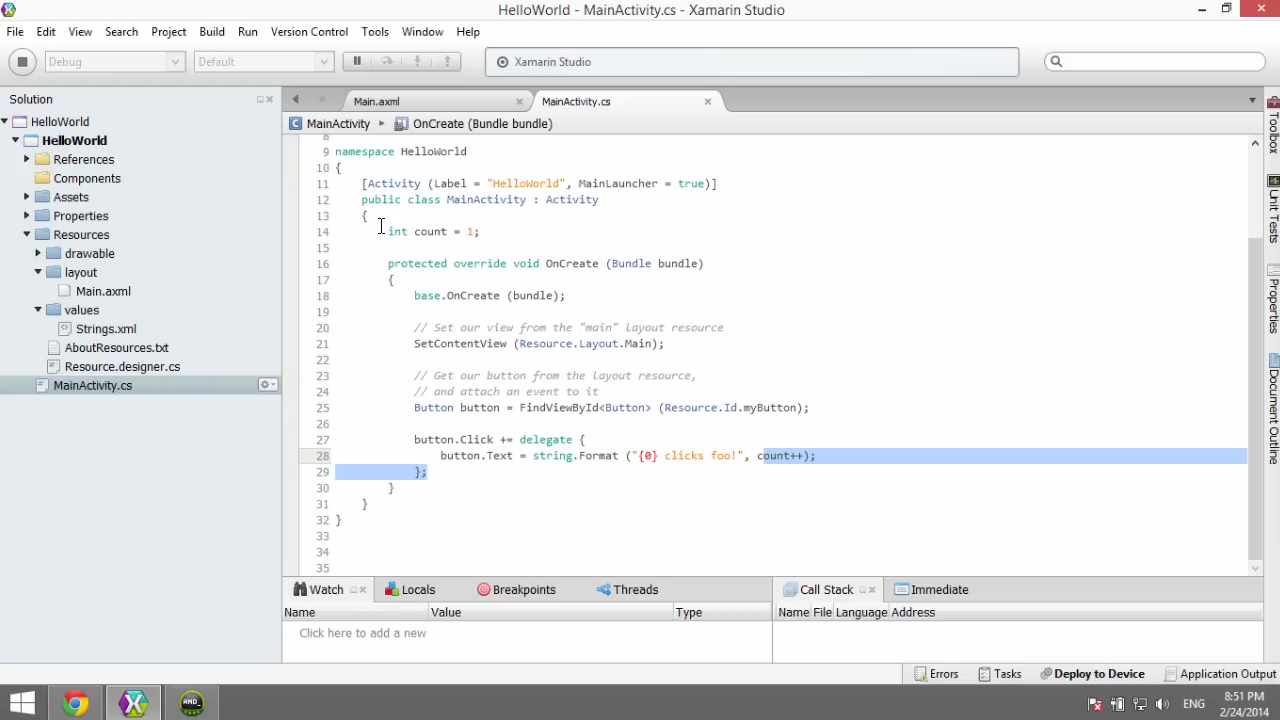 HelloWorld - MainActivity.cs - Xamarin Studio
File Edit View Search Project Build Run Version Control Tools Window Help
Debug Default Xamarin Studio
Solution
HelloWorld
HelloWorld
References
Components
Assets
Properties
Resources
drawable
layout
Main.axml
values
Strings.xml
AboutResources.txt
Resource.designer.cs
MainActivity.cs
Main.axml MainActivity.cs
MainActivity OnCreate (Bundle bundle)
8
9 namespace HelloWorld
10 {
11 [Activity (Label = "HelloWorld", MainLauncher = true)]
12 public class MainActivity : Activity
13 {
14 int count = 1;
15
16 protected override void OnCreate (Bundle bundle)
17 {
18 base.OnCreate (bundle);
19
20 // Set our view from the "main" layout resource
21 SetContentView (Resource.Layout.Main);
22
23 // Get our button from the layout resource,
24 // and attach an event to it
25 Button button = FindViewById<Button> (Resource.Id.myButton);
26
27 button.Click += delegate {
28 button.Text = string.Format ("{0} clicks foo!", count++);
29 };
30 }
31 }
32 }
33
34
35
Toolbox
Unit Tests
Properties
Document Outline
Watch Locals Breakpoints Threads
Name Value Type
Click here to add a new
Call Stack Immediate
Name File Language Address
Errors Tasks Deploy to Device Application Output
AND_
ENG
8:51 PM
2/24/2014